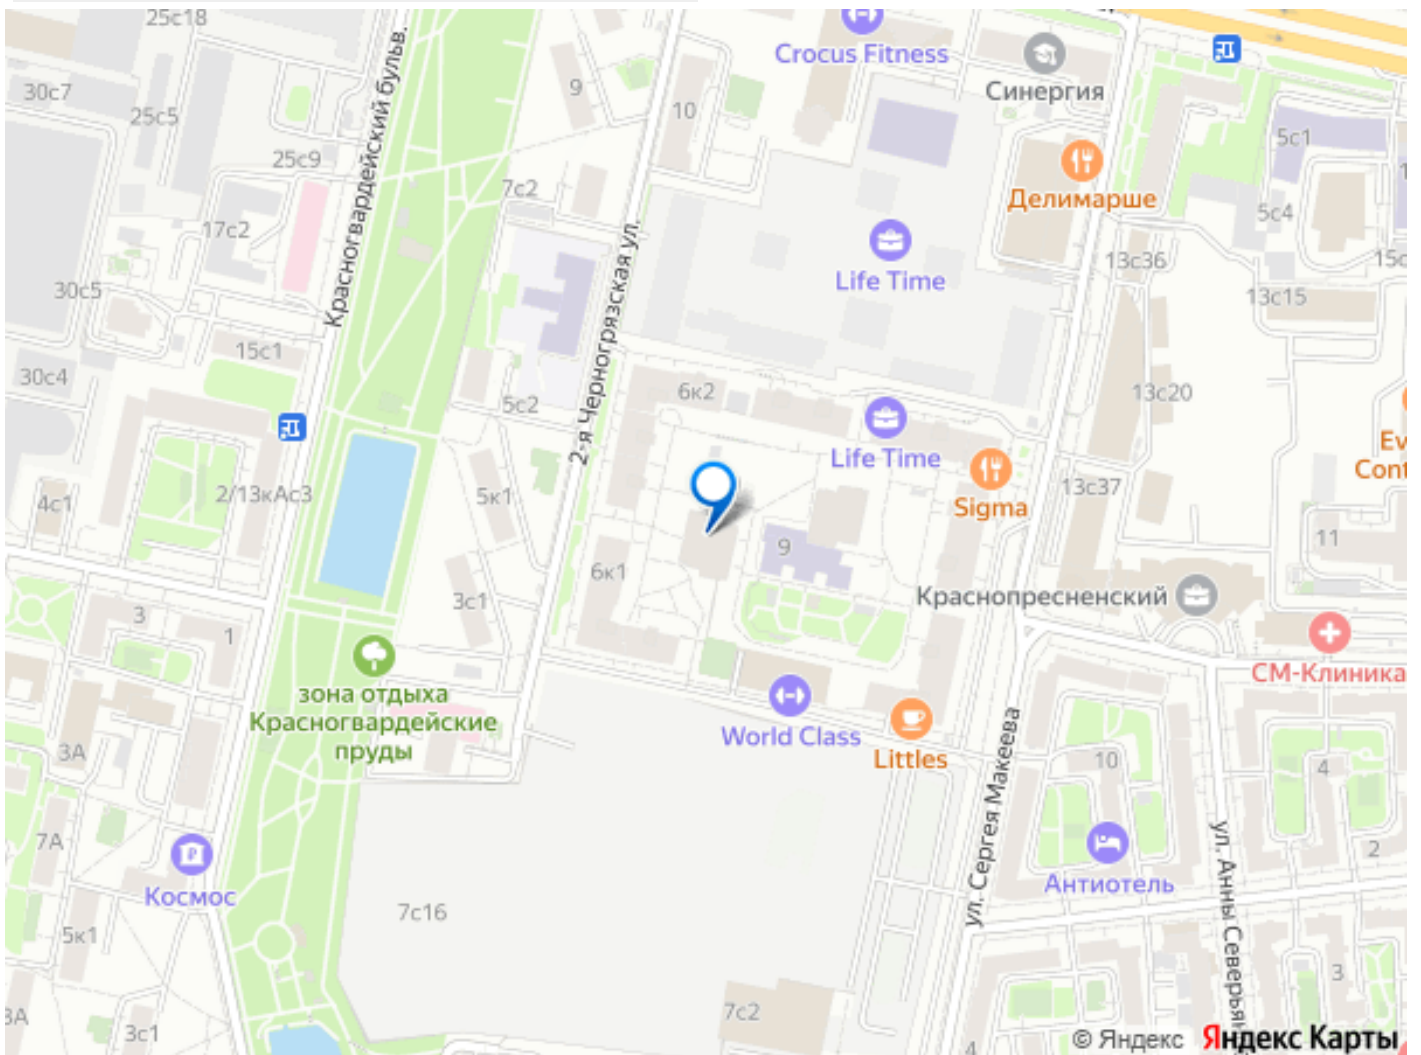 25с18
Crocus Fitness
Синергия
30с7
25с5
9
10
5с1
25с9
Красногвардейский бульв.
7с2
Делимарше
5с4
17с2
2-я Черногрязская ул.
Life Time
13с36
13с15
30с5
15с1
30с4
5с2
6к2
13с20
Life Time
Sigma
13с37
2/13кАс3
4с1
5к1
9
11
6к1
3с1
Краснопресненский
3
1
СМ-Клиника
зона отдыха
Красногвардейские
пруды
World Class
Littles
ул. Сергея Макеева
3А
10
4
7А
2
Космос
Антиотель
7с16
5к1
3
7с2
3с1
4
© Яндекс Яндекс Карты